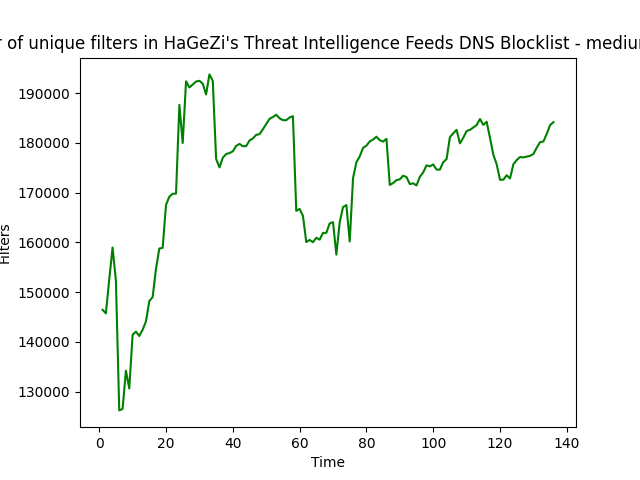 r of unique filters in HaGeZi's Threat Intelligence Feeds DNS Blocklist - medium
Filters
190000
180000
170000
160000
150000
140000
130000
0 20 40 60 80 100 120 140
Time